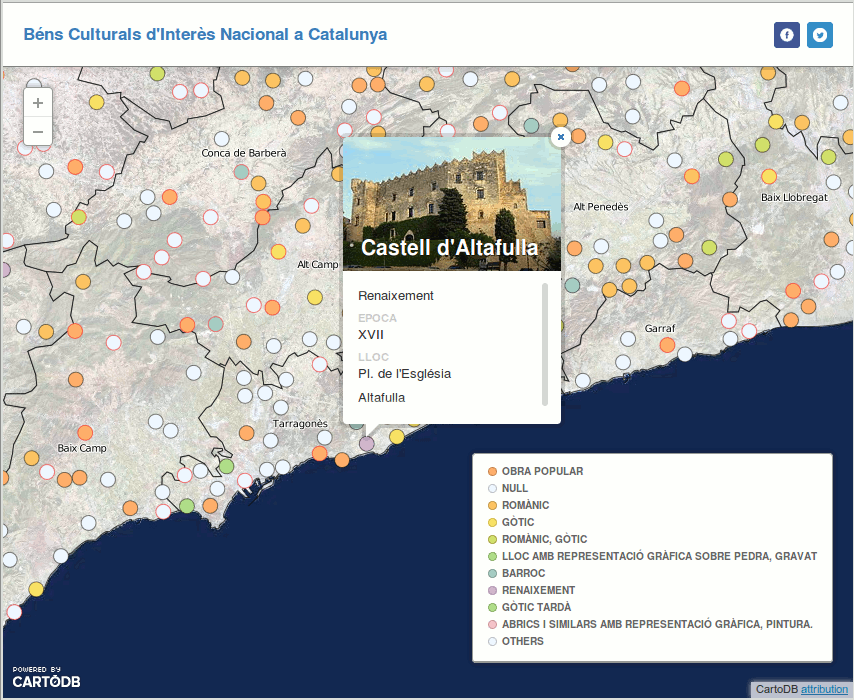 Béns Culturals d'Interès Nacional a Catalunya
+
−
Conca de Barberà
Alt Penedès
Baix Llobregat
Alt Camp
Garraf
Tarragonès
Baix Camp
×
Castell d'Altafulla
Renaixement
EPOCA
XVII
LLOC
Pl. de l'Església
Altafulla
OBRA POPULAR
NULL
ROMÀNIC
GÒTIC
ROMÀNIC, GÒTIC
LLOC AMB REPRESENTACIÓ GRÀFICA SOBRE PEDRA, GRAVAT
BARROC
RENAIXEMENT
GÒTIC TARDÀ
ABRICS I SIMILARS AMB REPRESENTACIÓ GRÀFICA, PINTURA.
OTHERS
POWERED BY
CARTODB
CartoDB attribution